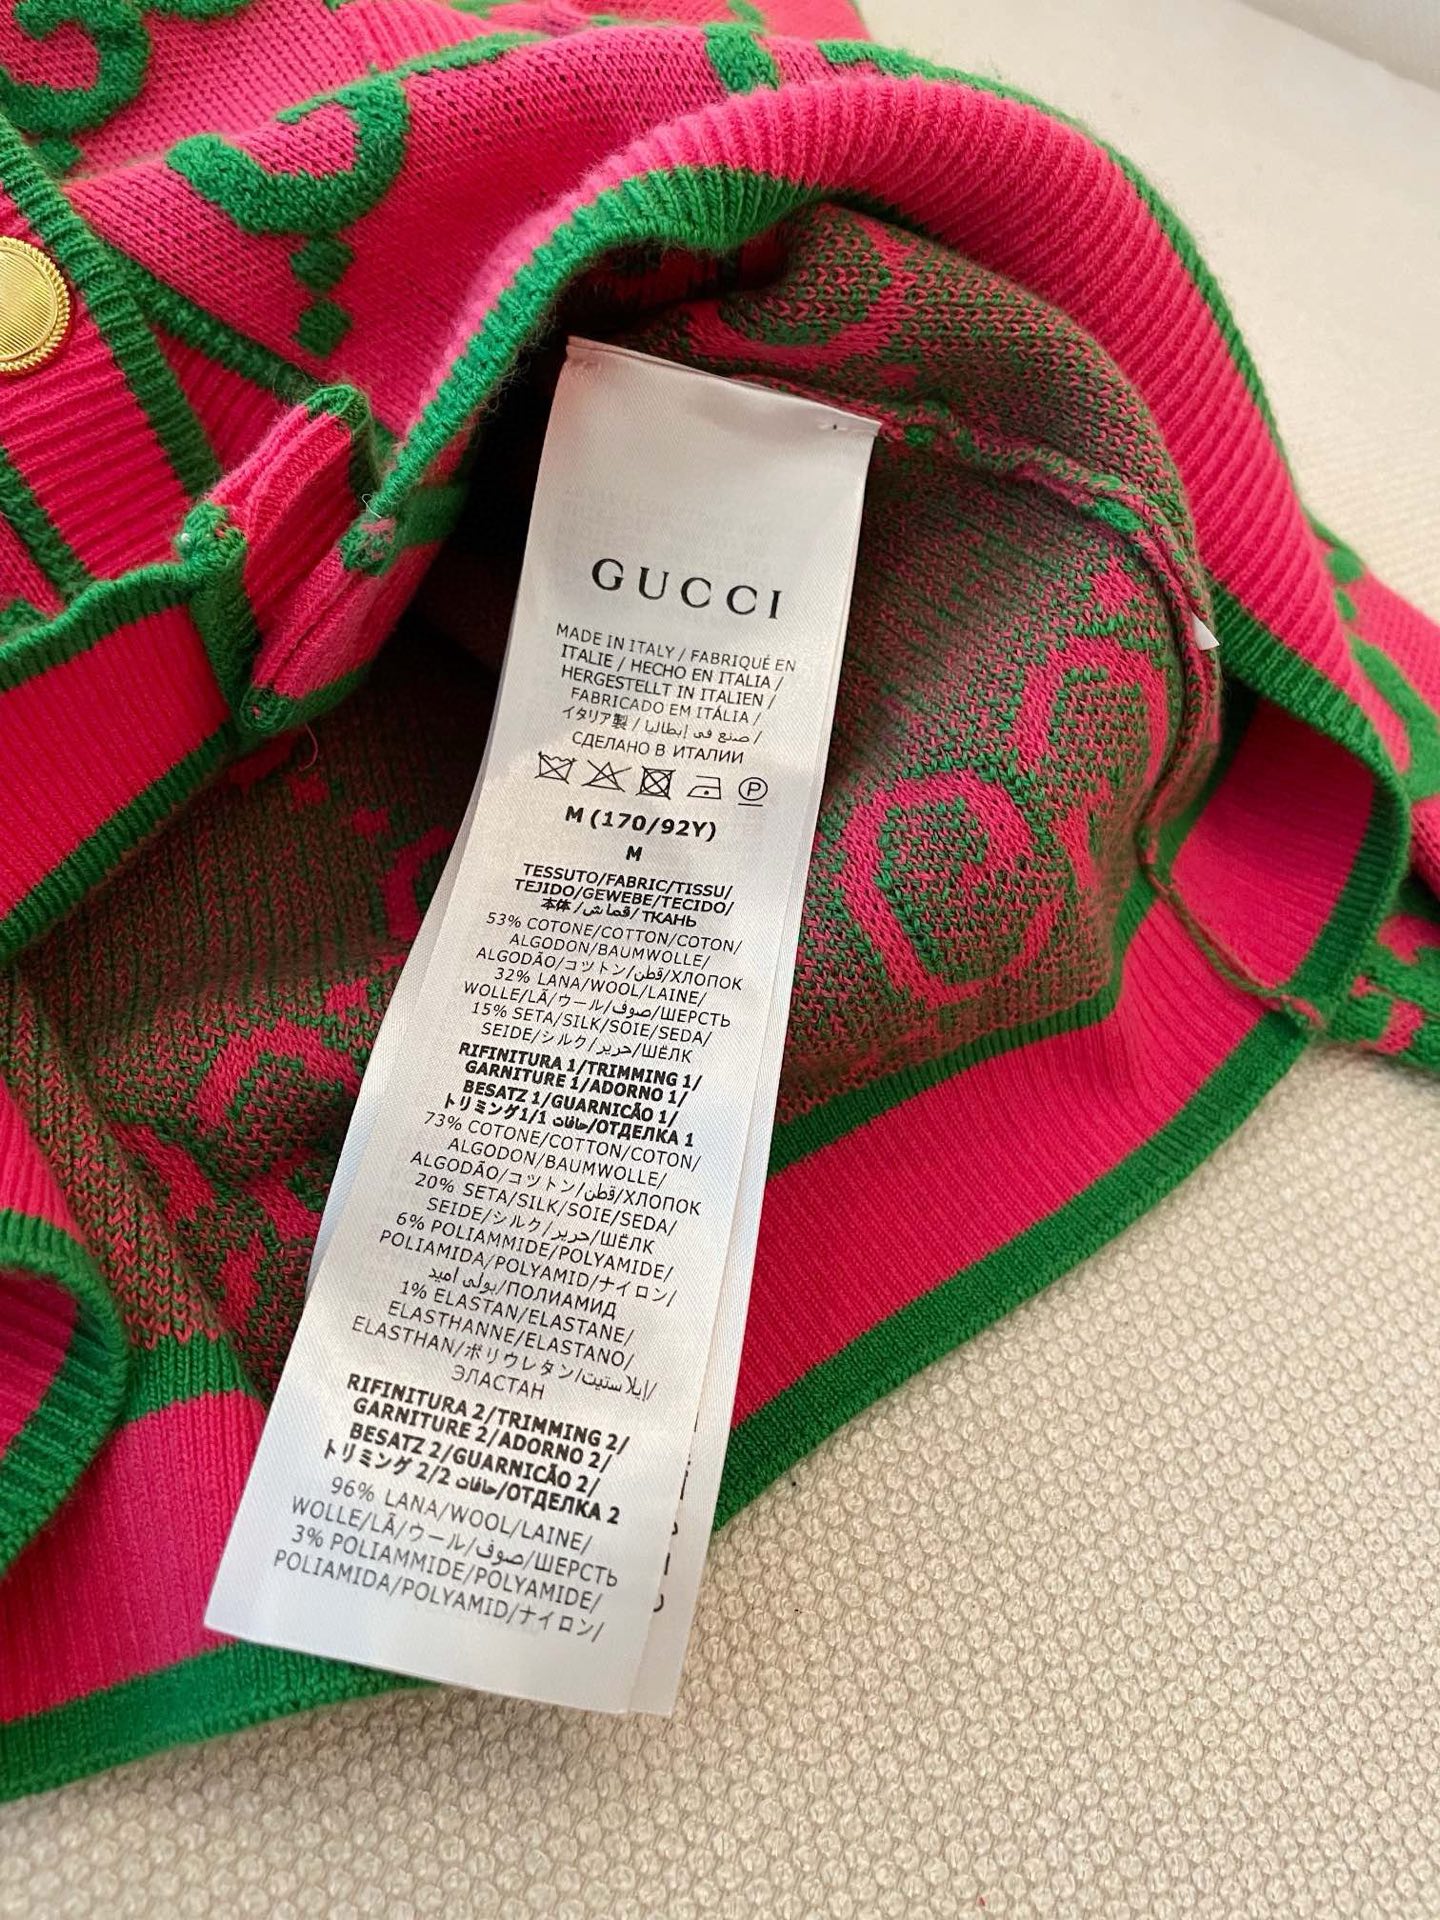 GUCCI
MADE IN ITALY / FABRIQUÉ EN
ITALIE / HECHO EN ITALIA /
HERGESTELLT IN ITALIEN /
FABRICADO EM ITÁLIA /
イタリア製 / صنع في إيطاليا /
СДЕЛАНО В ИТАЛИИ
P
M (170/92Y)
M
TESSUTO/FABRIC/TISSU/
TEJIDO/GEWEBE/TECIDO/
本体 /قماش/ ТКАНЬ
53% COTONE/COTTON/COTON/
ALGODON/BAUMWOLLE/
ALGODÃO/コットン/قطن/ХЛОПОК
32% LANA/WOOL/LAINE/
WOLLE/LÃ/ウール/صوف/ШЕРСТЬ
15% SETA/SILK/SOIE/SEDA/
SEIDE/シルク/حرير/ШЁЛК
RIFINITURA 1/TRIMMING 1/
GARNITURE 1/ADORNO 1/
BESATZ 1/GUARNICÃO 1/
トリミング1/1 حافات/ОТДЕЛКА 1
73% COTONE/COTTON/COTON/
ALGODON/BAUMWOLLE/
ALGODÃO/コットン/قطن/ХЛОПОК
20% SETA/SILK/SOIE/SEDA/
SEIDE/シルク/حرير/ШЁЛК
6% POLIAMMIDE/POLYAMIDE/
POLIAMIDA/POLYAMID/ナイロン/
بولي اميد/ПОЛИАМИД
1% ELASTAN/ELASTANE/
ELASTHANNE/ELASTANO/
ELASTHAN/ポリウレタン/إيلاستيت/
ЭЛАСТАН
RIFINITURA 2/TRIMMING 2/
GARNITURE 2/ADORNO 2/
BESATZ 2/GUARNICÃO 2/
トリミング 2/2 حافات/ОТДЕЛКА 2
96% LANA/WOOL/LAINE/
WOLLE/LÃ/ウール/صوف/ШЕРСТЬ
3% POLIAMMIDE/POLYAMIDE/
POLIAMIDA/POLYAMID/ナイロン/